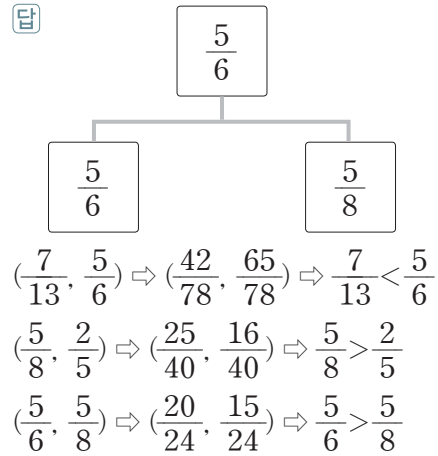 답
5/6
5/6 5/8
(7/13, 5/6) ⇨ (42/78, 65/78) ⇨ 7/13<5/6
(5/8, 2/5) ⇨ (25/40, 16/40) ⇨ 5/8>2/5
(5/6, 5/8) ⇨ (20/24, 15/24) ⇨ 5/6>5/8